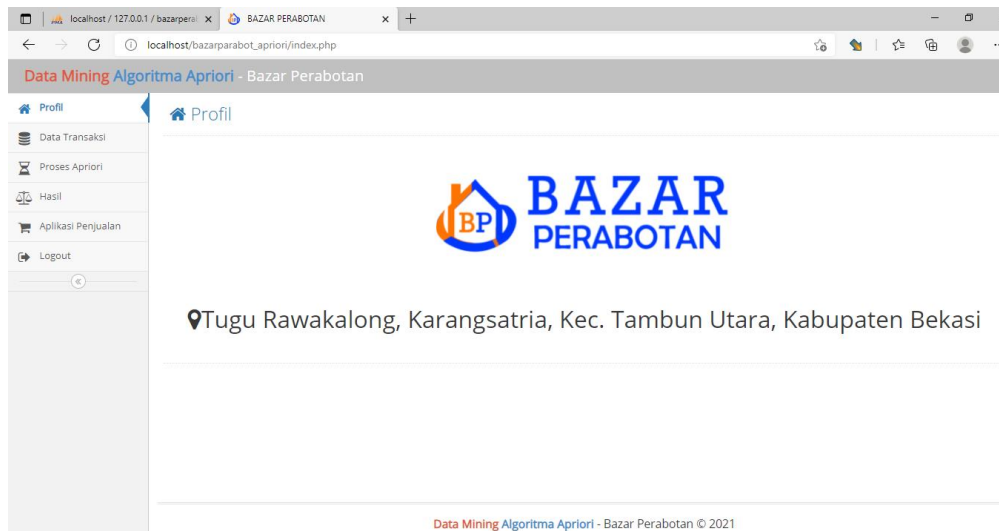 localhost / 127.0.0.1 / bazarperal
BAZAR PERABOTAN
localhost/bazarparabot_apriori/index.php
Data Mining Algoritma Apriori - Bazar Perabotan
Profil
Data Transaksi
Proses Apriori
Hasil
Aplikasi Penjualan
Logout
Profil
BP
BAZAR
PERABOTAN
Tugu Rawakalong, Karangsatria, Kec. Tambun Utara, Kabupaten Bekasi
Data Mining Algoritma Apriori - Bazar Perabotan © 2021